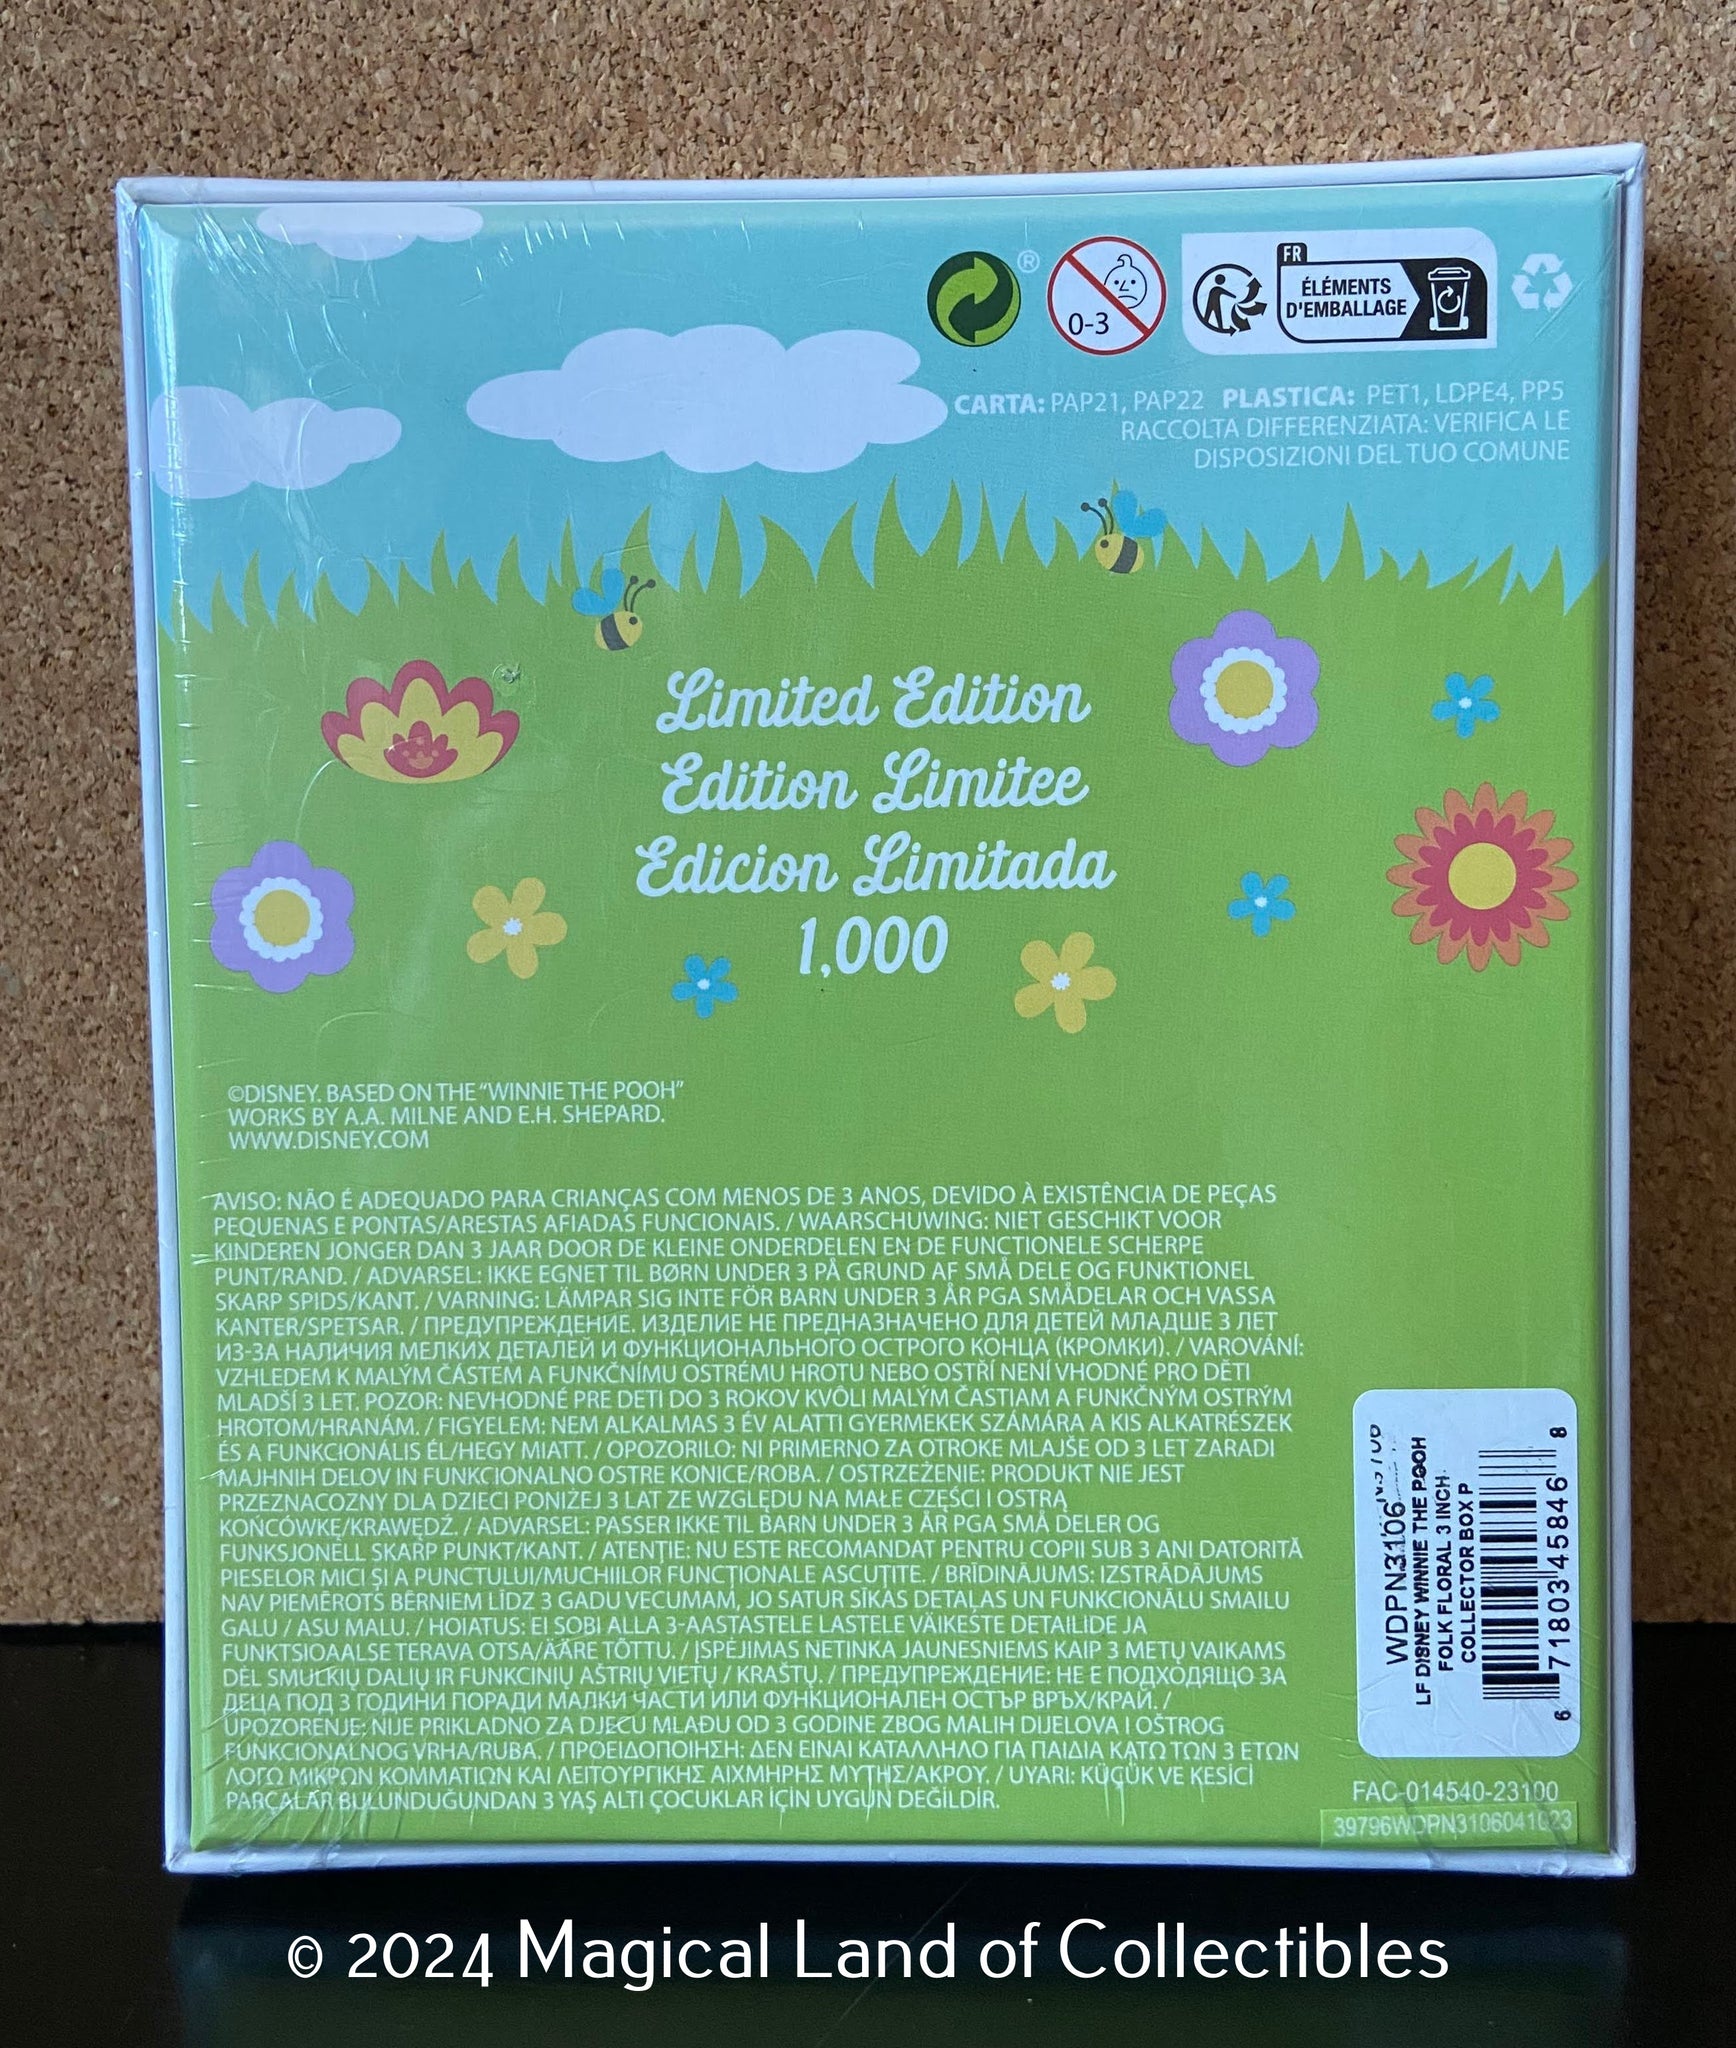 ®
0-3
FR
ÉLÉMENTS
D'EMBALLAGE
CARTA: PAP21, PAP22 PLASTICA: PET1, LDPE4, PP5
RACCOLTA DIFFERENZIATA: VERIFICA LE
DISPOSIZIONI DEL TUO COMUNE
Limited Edition
Edition Limitee
Edicion Limitada
1,000
©DISNEY. BASED ON THE "WINNIE THE POOH"
WORKS BY A.A. MILNE AND E.H. SHEPARD.
WWW.DISNEY.COM
AVISO: NÃO É ADEQUADO PARA CRIANÇAS COM MENOS DE 3 ANOS, DEVIDO À EXISTÊNCIA DE PEÇAS
PEQUENAS E PONTAS/ARESTAS AFIADAS FUNCIONAIS. / WAARSCHUWING: NIET GESCHIKT VOOR
KINDEREN JONGER DAN 3 JAAR DOOR DE KLEINE ONDERDELEN EN DE FUNCTIONELE SCHERPE
PUNT/RAND. / ADVARSEL: IKKE EGNET TIL BØRN UNDER 3 PÅ GRUND AF SMÅ DELE OG FUNKTIONEL
SKARP SPIDS/KANT. / VARNING: LÄMPAR SIG INTE FÖR BARN UNDER 3 ÅR PGA SMÅDELAR OCH VASSA
KANTER/SPETSAR. / ПРЕДУПРЕЖДЕНИЕ. ИЗДЕЛИЕ НЕ ПРЕДНАЗНАЧЕНО ДЛЯ ДЕТЕЙ МЛАДШЕ 3 ЛЕТ
ИЗ-ЗА НАЛИЧИЯ МЕЛКИХ ДЕТАЛЕЙ И ФУНКЦИОНАЛЬНОГО ОСТРОГО КОНЦА (КРОМКИ). / VAROVÁNÍ:
VZHLEDEM K MALÝM ČÁSTEM A FUNKČNÍMU OSTRÉMU HROTU NEBO OSTŘÍ NENÍ VHODNÉ PRO DĚTI
MLADŠÍ 3 LET. POZOR: NEVHODNÉ PRE DETI DO 3 ROKOV KVÔLI MALÝM ČASTIAM A FUNKČNÝM OSTRÝM
HROTOM/HRANÁM. / FIGYELEM: NEM ALKALMAS 3 ÉV ALATTI GYERMEKEK SZÁMÁRA A KIS ALKATRÉSZEK
ÉS A FUNKCIONÁLIS ÉL/HEGY MIATT. / OPOZORILO: NI PRIMERNO ZA OTROKE MLAJŠE OD 3 LET ZARADI
MAJHNIH DELOV IN FUNKCIONALNO OSTRE KONICE/ROBA. / OSTRZEŻENIE: PRODUKT NIE JEST
PRZEZNACOZNY DLA DZIECI PONIŻEJ 3 LAT ZE WZGLĘDU NA MAŁE CZĘŚCI I OSTRĄ
KOŃCÓWKĘ/KRAWĘDŹ. / ADVARSEL: PASSER IKKE TIL BARN UNDER 3 ÅR PGA SMÅ DELER OG
FUNKSJONELL SKARP PUNKT/KANT. / ATENȚIE: NU ESTE RECOMANDAT PENTRU COPII SUB 3 ANI DATORITĂ
PIESELOR MICI ȘI A PUNCTULUI/MUCHIILOR FUNCȚIONALE ASCUȚITE. / BRĪDINĀJUMS: IZSTRĀDĀJUMS
NAV PIEMĒROTS BĒRNIEM LĪDZ 3 GADU VECUMAM, JO SATUR SĪKAS DETAĻAS UN FUNKCIONĀLU SMAILU
GALU / ASU MALU. / HOIATUS: EI SOBI ALLA 3-AASTASTELE LASTELE VÄIKESTE DETAILIDE JA
FUNKTSIOAALSE TERAVA OTSA/ÄÄRE TÕTTU. / ĮSPĖJIMAS NETINKA JAUNESNIEMS KAIP 3 METŲ VAIKAMS
DĖL SMULKIŲ DALIŲ IR FUNKCINIŲ AŠTRIŲ VIETŲ / KRAŠTŲ. / ПРЕДУПРЕЖДЕНИЕ: НЕ Е ПОДХОДЯЩО ЗА
ДЕЦА ПОД 3 ГОДИНИ ПОРАДИ МАЛКИ ЧАСТИ ИЛИ ФУНКЦИОНАЛЕН ОСТЪР ВРЪХ/КРАЙ. /
UPOZORENJE: NIJE PRIKLADNO ZA DJECU MLAĐU OD 3 GODINE ZBOG MALIH DIJELOVA I OŠTROG
FUNKCIONALNOG VRHA/RUBA. / ΠΡΟΕΙΔΟΠΟΙΗΣΗ: ΔΕΝ ΕΙΝΑΙ ΚΑΤΑΛΛΗΛΟ ΓΙΑ ΠΑΙΔΙΑ ΚΑΤΩ ΤΩΝ 3 ΕΤΩΝ
ΛΟΓΩ ΜΙΚΡΩΝ ΚΟΜΜΑΤΙΩΝ ΚΑΙ ΛΕΙΤΟΥΡΓΙΚΗΣ ΑΙΧΜΗΡΗΣ ΜΥΤΗΣ/ΑΚΡΟΥ. / UYARI: KÜÇÜK VE KESİCİ
PARÇALAR BULUNDUĞUNDAN 3 YAŞ ALTI ÇOCUKLAR İÇİN UYGUN DEĞİLDİR.
WDPN3106
LF DISNEY WINNIE THE POOH
FOLK FLORAL 3 INCH
COLLECTOR BOX P
6 71803 45846 8
FAC-014540-23100
39796WDPN3106041023
© 2024 Magical Land of Collectibles